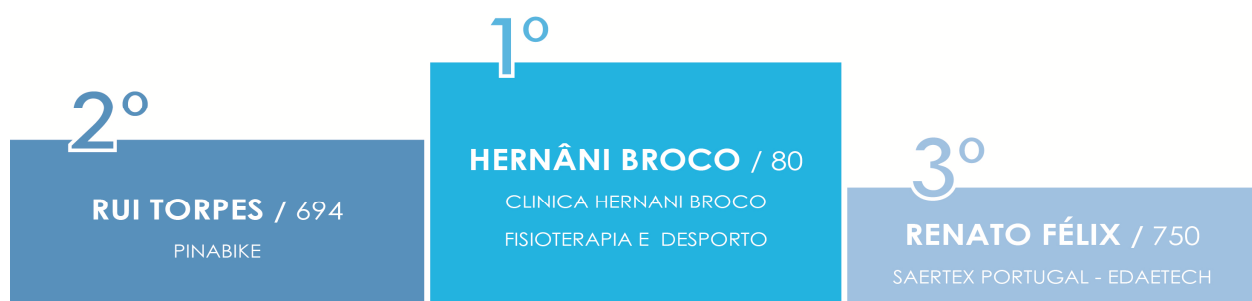 1º
HERNÂNI BROCO / 80
CLINICA HERNANI BROCO
FISIOTERAPIA E DESPORTO
2º
RUI TORPES / 694
PINABIKE
3º
RENATO FÉLIX / 750
SAERTEX PORTUGAL - EDAETECH